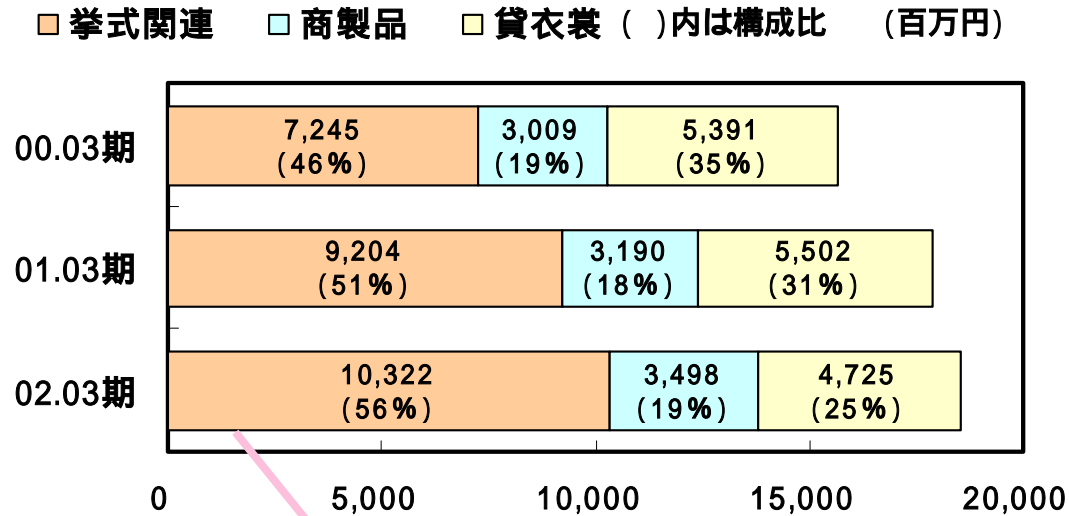 挙式関連 商製品 貸衣裳 ( )内は構成比 (百万円)
00.03期
7,245 3,009 5,391
(46%) (19%) (35%)
01.03期
9,204 3,190 5,502
(51%) (18%) (31%)
02.03期
10,322 3,498 4,725
(56%) (19%) (25%)
0 5,000 10,000 15,000 20,000